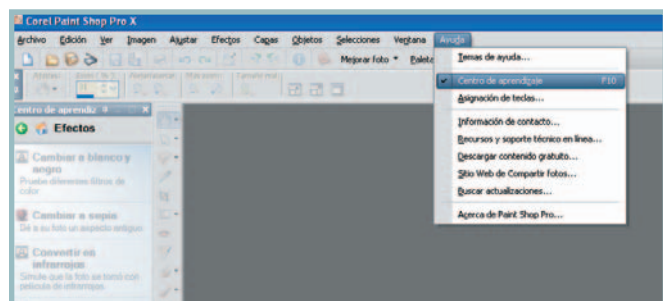 Corel Paint Shop Pro X
Archivo Edición Ver Imagen Ajustar Efectos Capas Objetos Selecciones Ventana Ayuda
Mejorar foto Paleta
Temas de ayuda...
Centro de aprendizaje F10
Asignación de teclas...
Información de contacto...
Recursos y soporte técnico en línea...
Descargar contenido gratuito...
Sitio Web de Compartir fotos...
Buscar actualizaciones...
Acerca de Paint Shop Pro...
Centro de aprendiz
Efectos
Cambiar a blanco y
negro
Pruebe diferentes filtros de
color
Cambiar a sepia
Dé a su foto un aspecto antiguo
Convertir en
infrarrojos
Simule que la foto se tomó con
película de infrarrojos